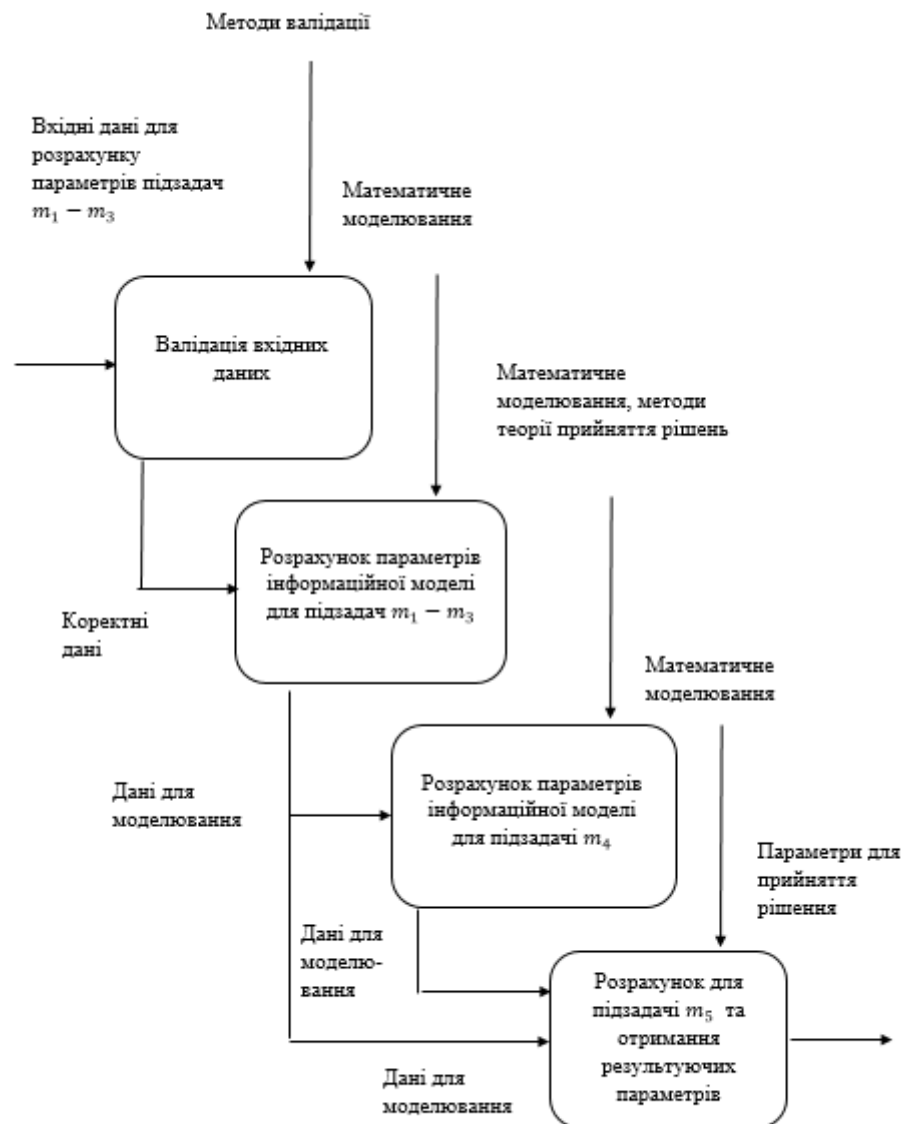 Методи валідації
Вхідні дані для
розрахунку
параметрів підзадач
m₁ − m₃
Математичне
моделювання
Валідація вхідних
даних
Математичне
моделювання, методи
теорії прийняття рішень
Розрахунок параметрів
інформаційної моделі
для підзадач m₁ − m₃
Коректні
дані
Математичне
моделювання
Розрахунок параметрів
інформаційної моделі
для підзадачі m₄
Дані для
моделювання
Параметри для
прийняття
рішення
Дані для
моделю-
вання
Розрахунок для
підзадачі m₅ та
отримання
результуючих
параметрів
Дані для
моделювання